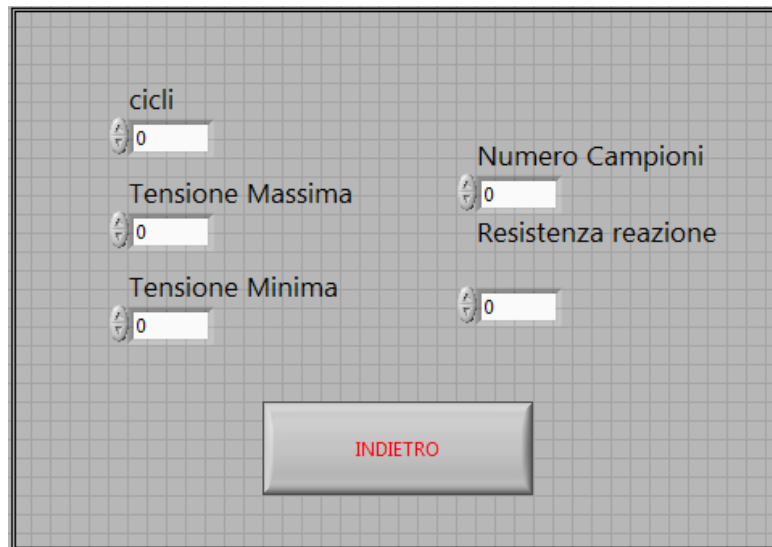 cicli
0
Tensione Massima
0
Tensione Minima
0
Numero Campioni
0
Resistenza reazione
0
INDIETRO